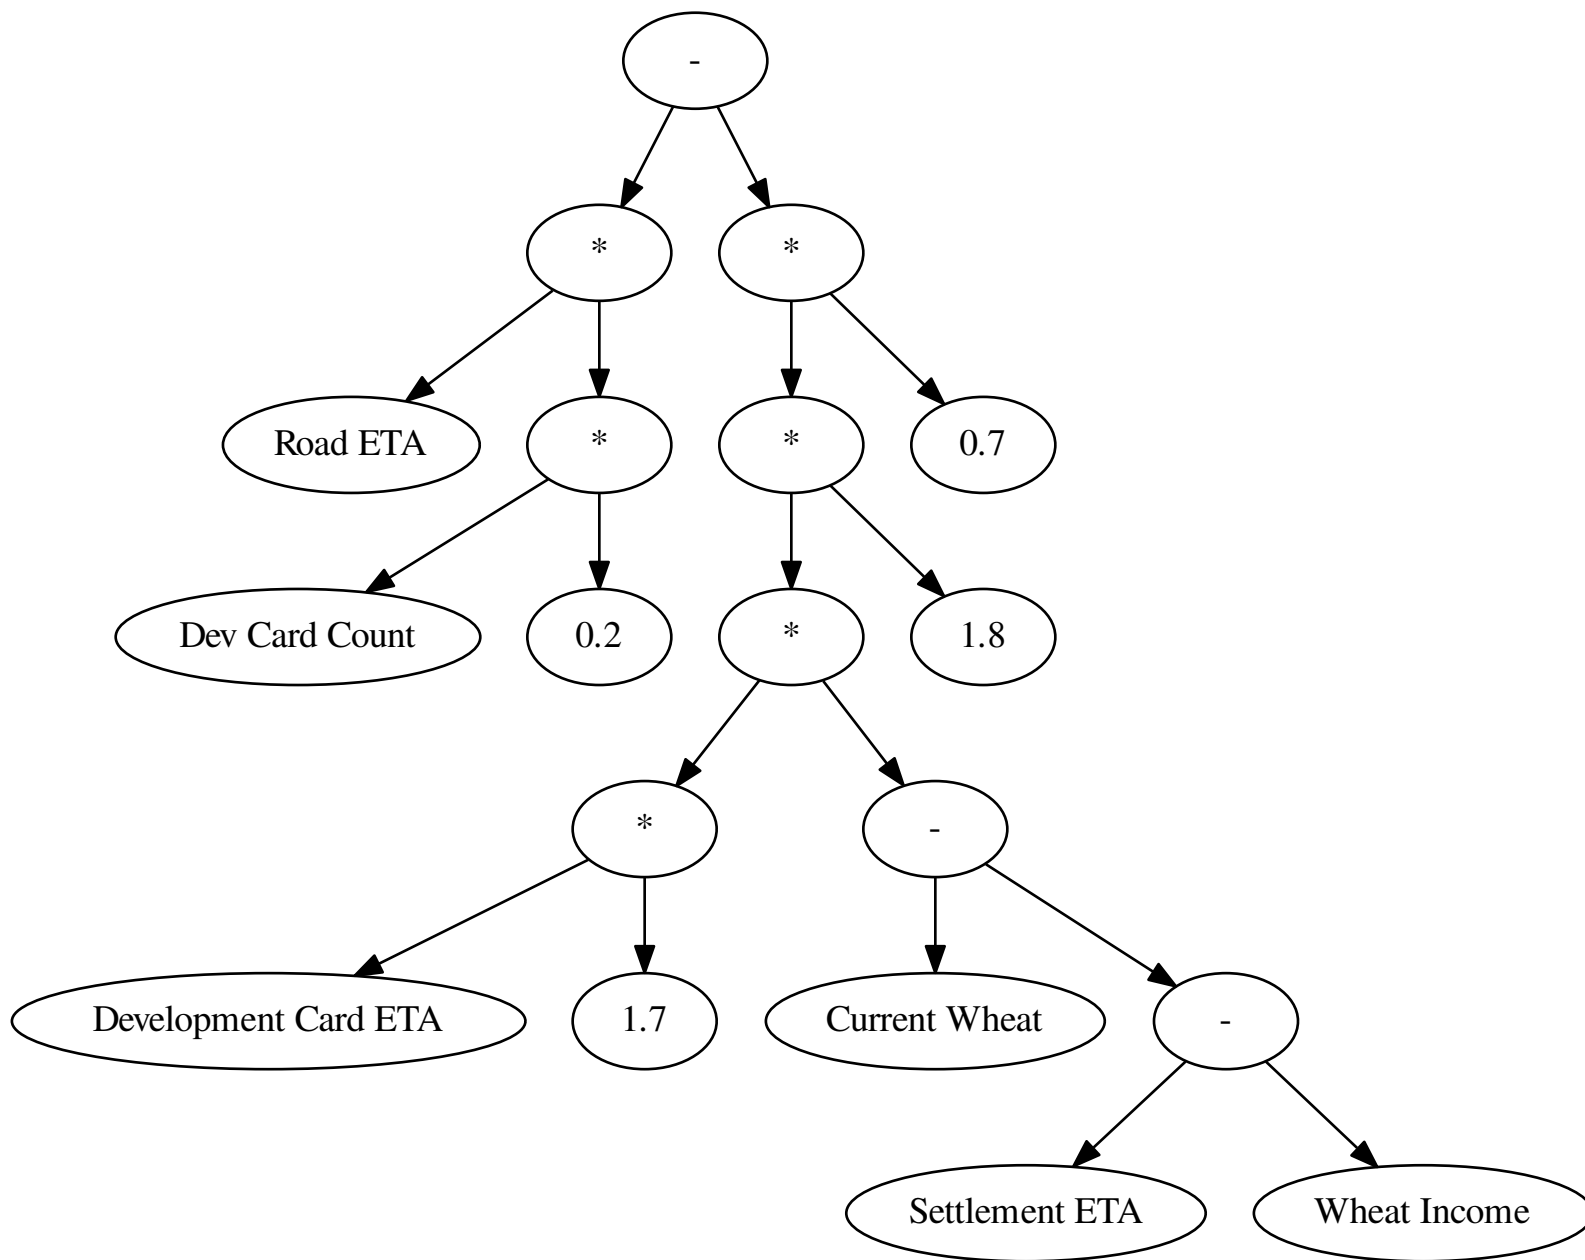 -
* *
Road ETA * * 0.7
Dev Card Count 0.2 * 1.8
* -
Development Card ETA 1.7 Current Wheat -
Settlement ETA Wheat Income